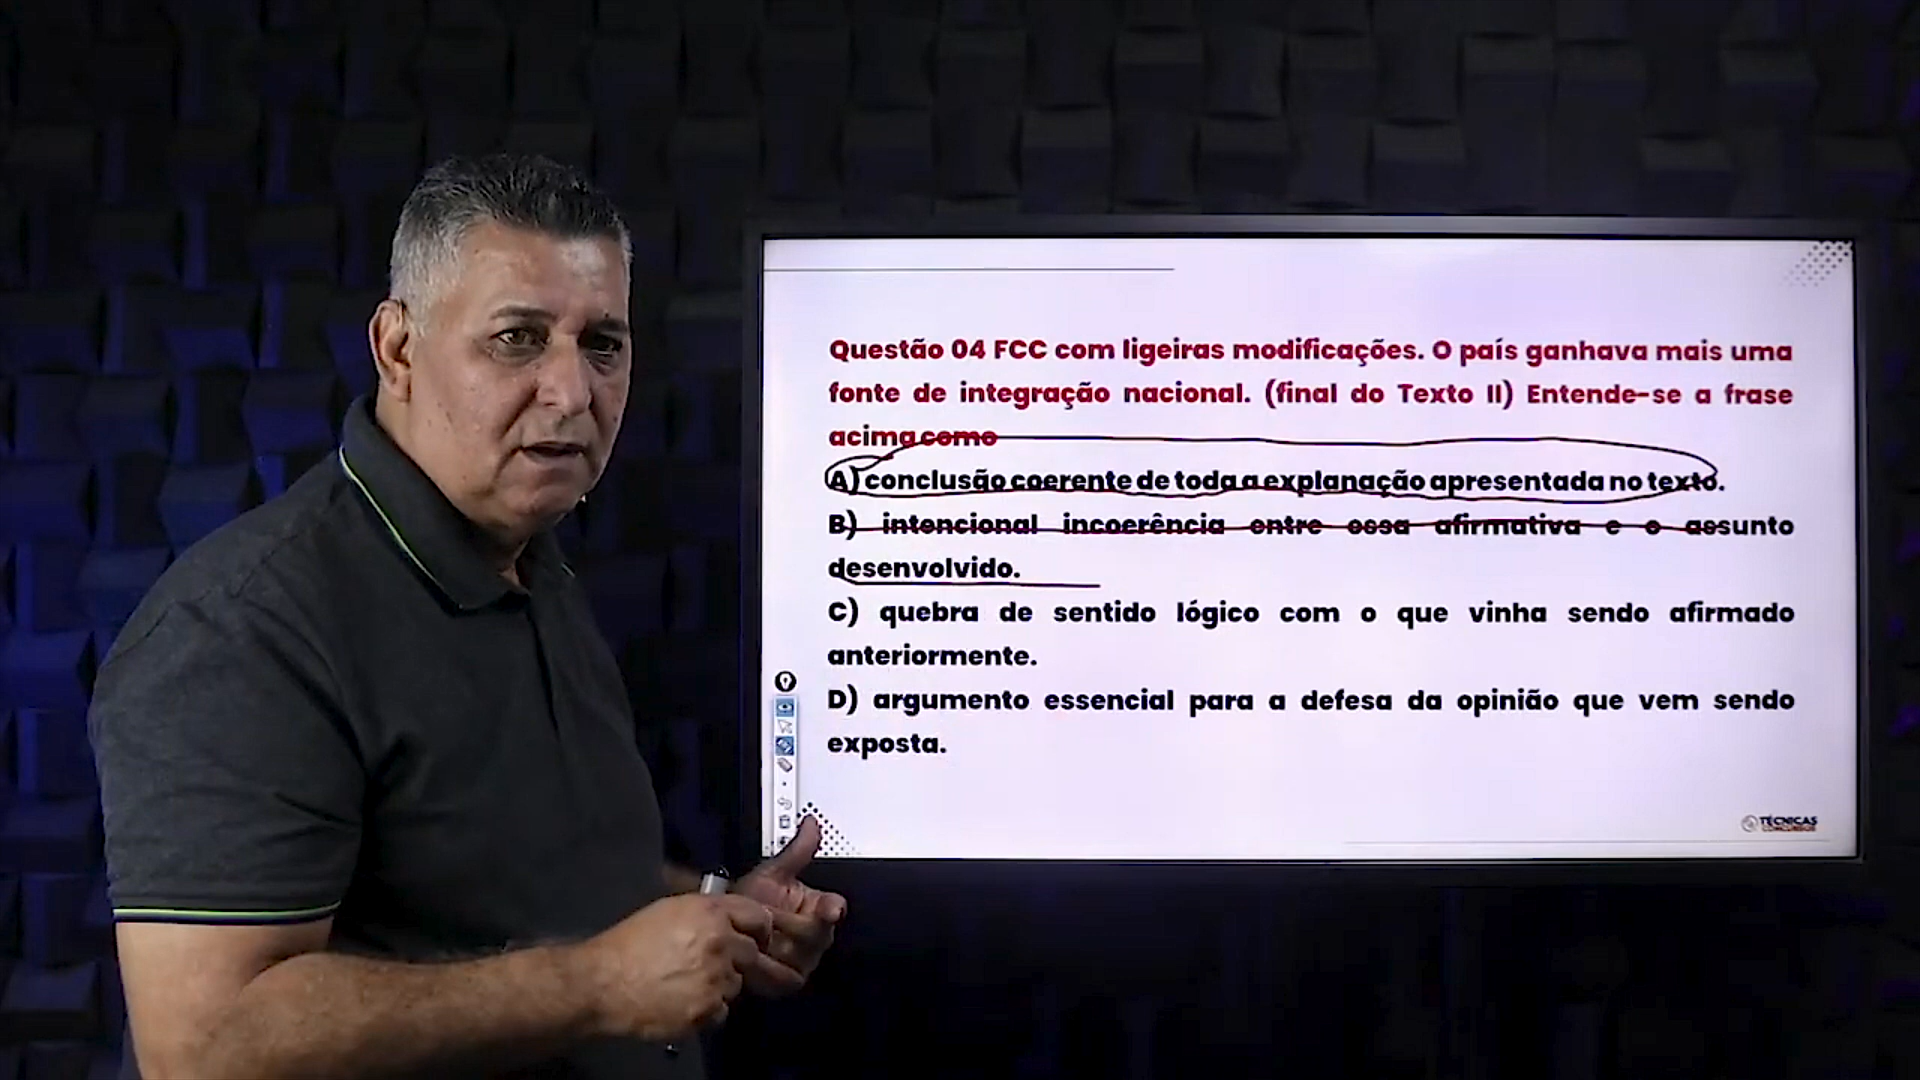 Questão 04 FCC com ligeiras modificações. O país ganhava mais uma
fonte de integração nacional. (final do Texto II) Entende-se a frase
acima como
A) conclusão coerente de toda a explanação apresentada no texto.
B) intencional incoerência entre essa afirmativa e o assunto
desenvolvido.
C) quebra de sentido lógico com o que vinha sendo afirmado
anteriormente.
D) argumento essencial para a defesa da opinião que vem sendo
exposta.
TÉCNICAS
CONCURSOS